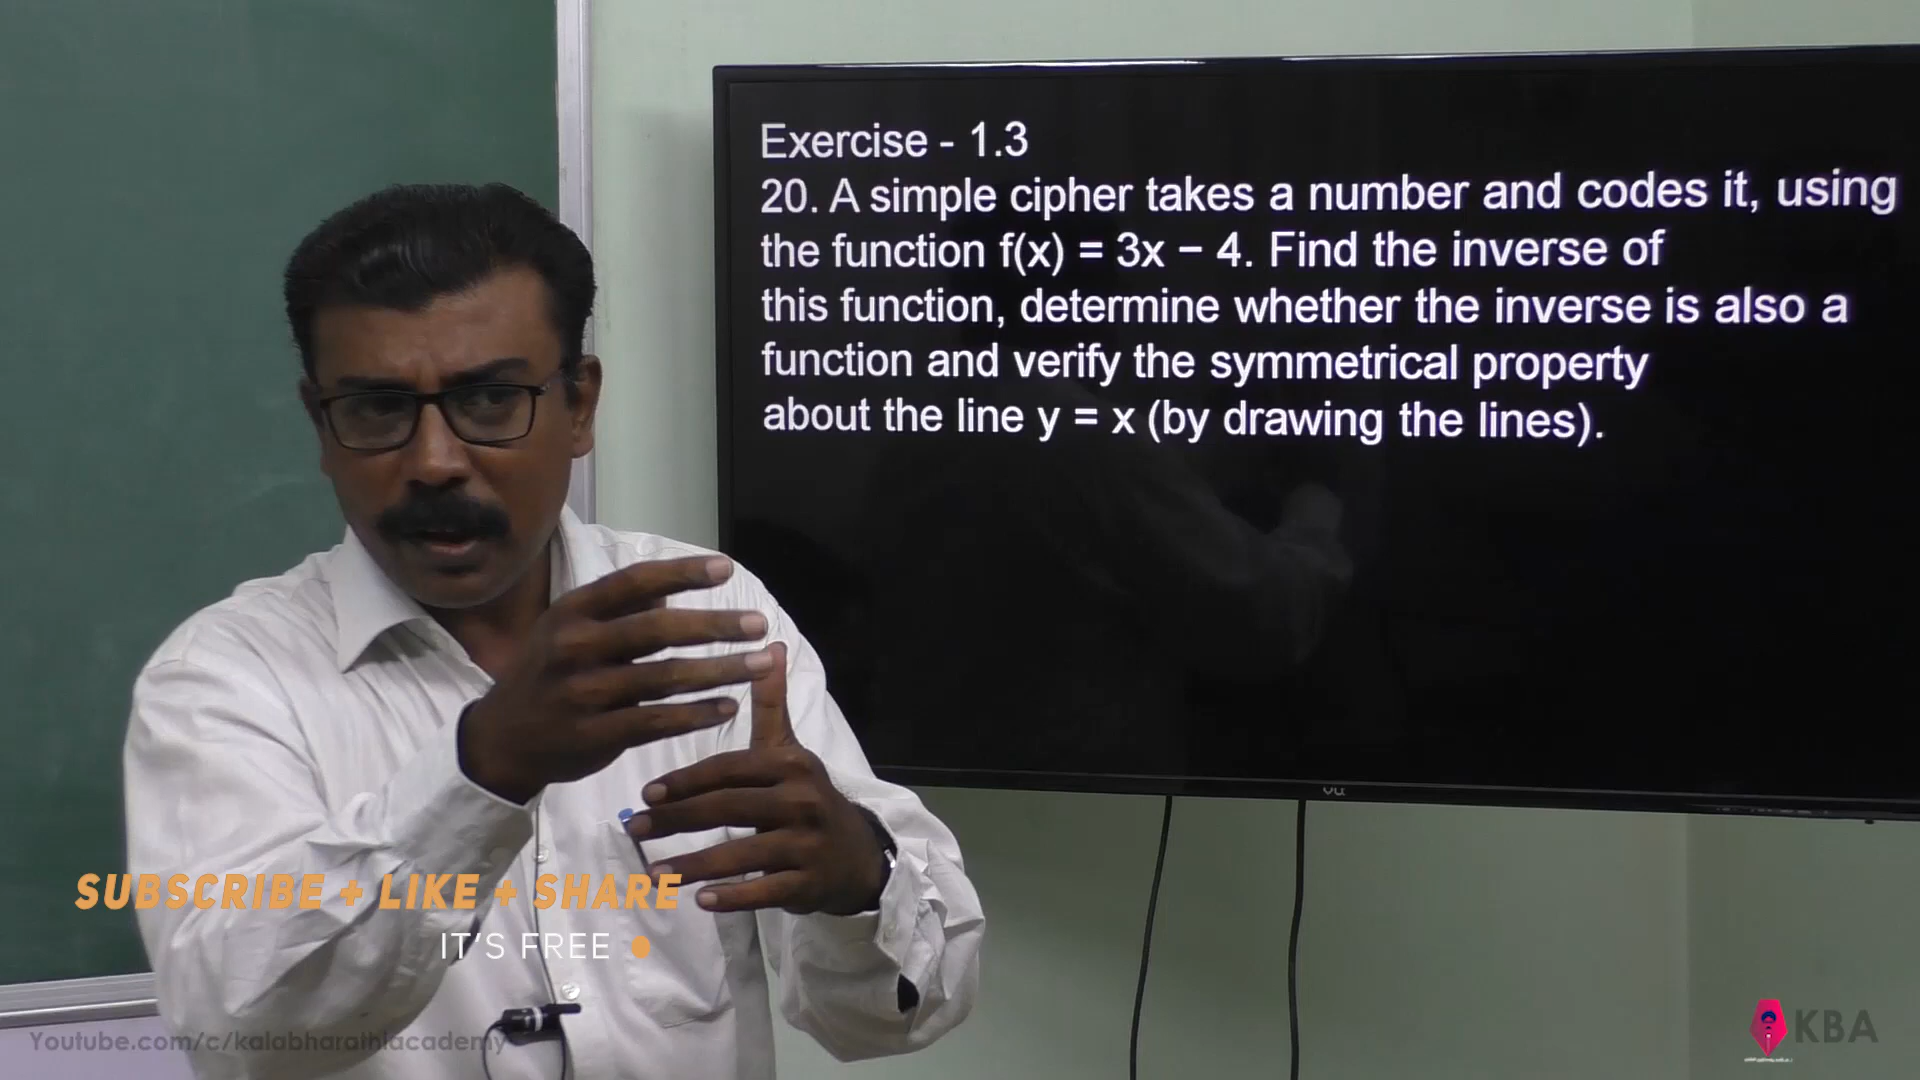 Exercise - 1.3
20. A simple cipher takes a number and codes it, using
the function f(x) = 3x − 4. Find the inverse of
this function, determine whether the inverse is also a
function and verify the symmetrical property
about the line y = x (by drawing the lines).
vu
SUBSCRIBE + LIKE + SHARE
IT'S FREE
Youtube.com/c/kalabharathiacademy
KBA